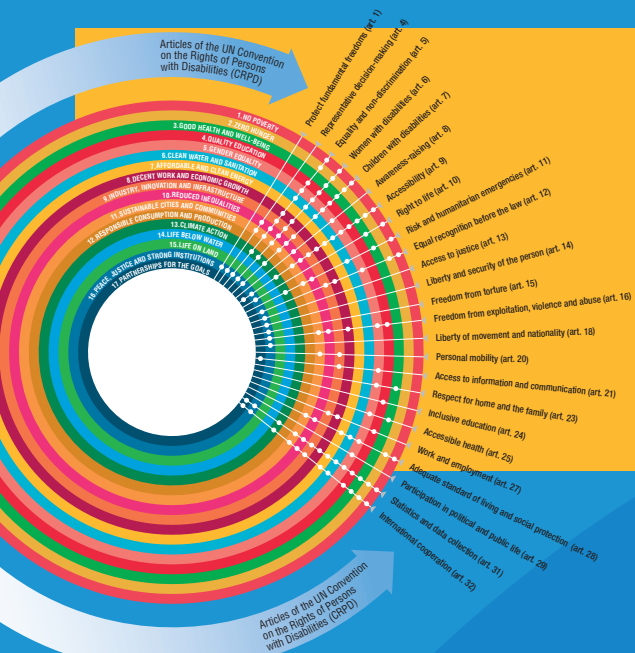 Articles of the UN Convention
on the Rights of Persons
with Disabilities (CRPD)
1.NO POVERTY
2.ZERO HUNGER
3.GOOD HEALTH AND WELL-BEING
4.QUALITY EDUCATION
5.GENDER EQUALITY
6.CLEAN WATER AND SANITATION
7.AFFORDABLE AND CLEAN ENERGY
8.DECENT WORK AND ECONOMIC GROWTH
9.INDUSTRY, INNOVATION AND INFRASTRUCTURE
10.REDUCED INEQUALITIES
11.SUSTAINABLE CITIES AND COMMUNITIES
12.RESPONSIBLE CONSUMPTION AND PRODUCTION
13.CLIMATE ACTION
14.LIFE BELOW WATER
15.LIFE ON LAND
16.PEACE, JUSTICE AND STRONG INSTITUTIONS
17.PARTNERSHIPS FOR THE GOALS
Protect fundamental freedoms (art. 1)
Representative decision-making (art. 4)
Equality and non-discrimination (art. 5)
Women with disabilities (art. 6)
Children with disabilities (art. 7)
Awareness-raising (art. 8)
Accessibility (art. 9)
Right to life (art. 10)
Risk and humanitarian emergencies (art. 11)
Equal recognition before the law (art. 12)
Access to justice (art. 13)
Liberty and security of the person (art. 14)
Freedom from torture (art. 15)
Freedom from exploitation, violence and abuse (art. 16)
Liberty of movement and nationality (art. 18)
Personal mobility (art. 20)
Access to information and communication (art. 21)
Respect for home and the family (art. 23)
Inclusive education (art. 24)
Accessible health (art. 25)
Work and employment (art. 27)
Adequate standard of living and social protection (art. 28)
Participation in political and public life (art. 29)
Statistics and data collection (art. 31)
International cooperation (art. 32)
Articles of the UN Convention
on the Rights of Persons
with Disabilities (CRPD)